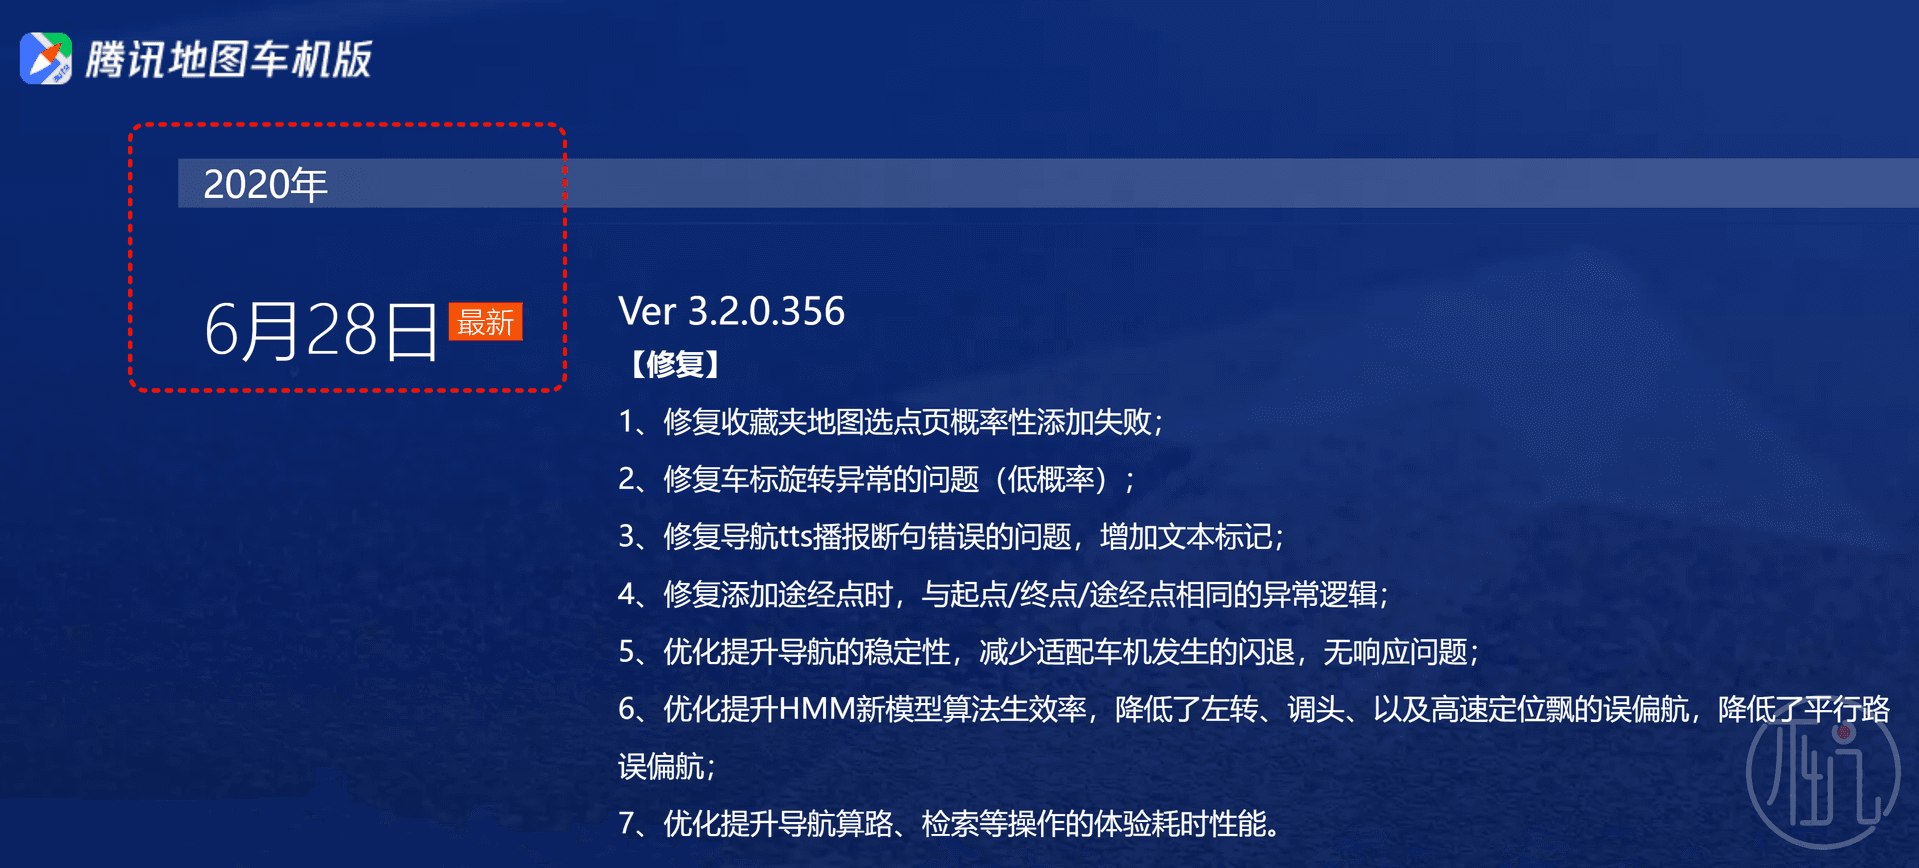 腾讯地图车机版
2020年
6月28日 最新
Ver 3.2.0.356
【修复】
1、修复收藏夹地图选点页概率性添加失败；
2、修复车标旋转异常的问题（低概率）；
3、修复导航tts播报断句错误的问题，增加文本标记；
4、修复添加途经点时，与起点/终点/途经点相同的异常逻辑；
5、优化提升导航的稳定性，减少适配车机发生的闪退，无响应问题；
6、优化提升HMM新模型算法生效率，降低了左转、调头、以及高速定位飘的误偏航，降低了平行路
误偏航；
7、优化提升导航算路、检索等操作的体验耗时性能。